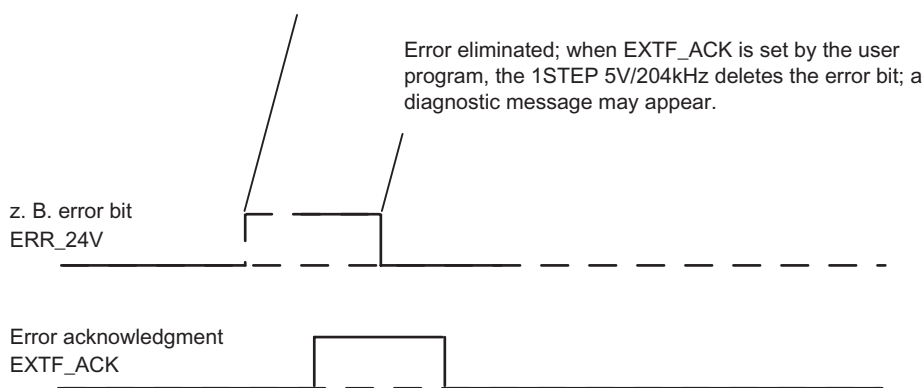 Error eliminated; when EXTF_ACK is set by the user
program, the 1STEP 5V/204kHz deletes the error bit; a
diagnostic message may appear.
z. B. error bit
ERR_24V
Error acknowledgment
EXTF_ACK